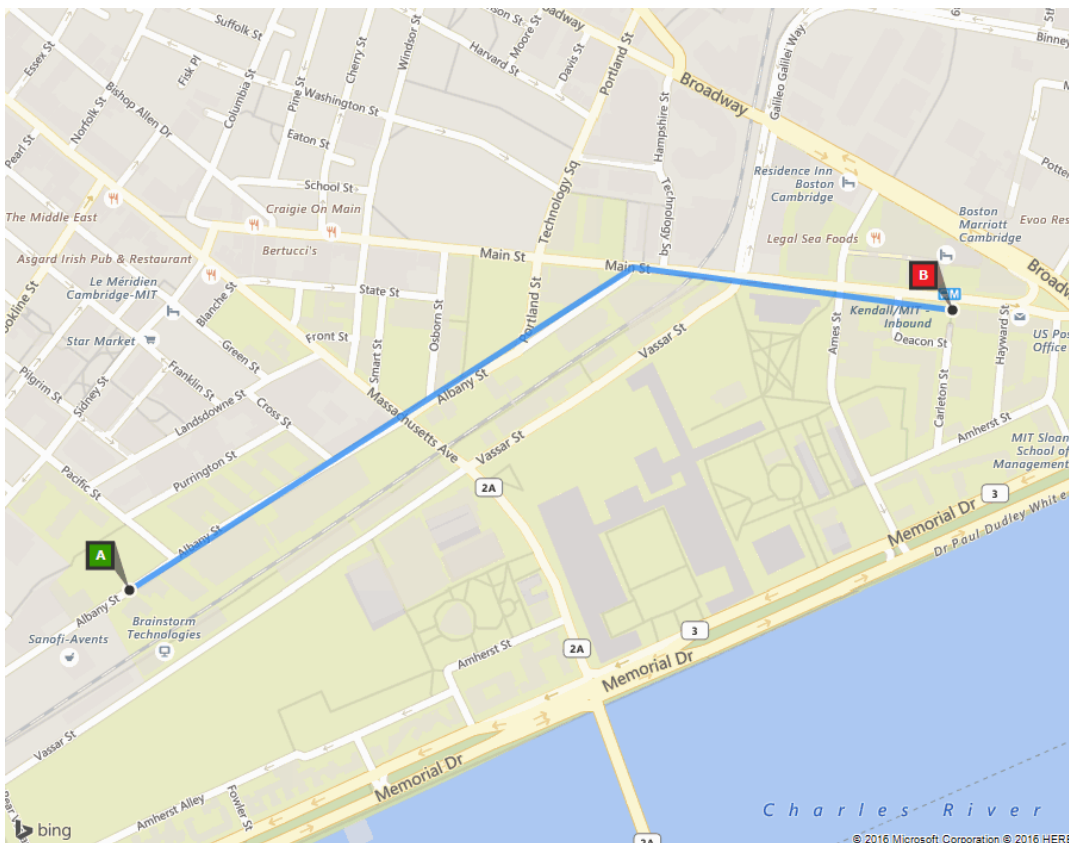 Suffolk St
Essex St
Fisk Pl
Columbia St
Cherry St
Windsor St
Moore St
Harvard St
Davis St
Portland St
Broadway
Galileo Galilei Way
Binney
Bishop Allen Dr
Norfolk St
Pine St
Washington St
Broadway
Pearl St
Eaton St
Hampshire St
School St
Technology Sq
Technology Sq
Residence Inn
Boston
Cambridge
The Middle East
Craigie On Main
Legal Sea Foods
Boston
Marriott
Cambridge
Evoo Res
Asgard Irish Pub & Restaurant
Bertucci's
Main St
Main St
Broadway
Le Méridien
Cambridge-MIT
State St
B
M
Kendall/MIT -
Inbound
Blanche St
Front St
Smart St
Osborn St
Portland St
Vassar St
Ames St
Deacon St
Hayward St
US Pos
Office
Star Market
Green St
Franklin St
Sidney St
Pilgrim St
Landsdowne St
Cross St
Albany St
Massachusetts Ave
Carleton St
Amherst St
MIT Sloan
School of
Management
Purrington St
Pacific St
Vassar St
2A
3
Memorial Dr
Dr Paul Dudley White
Albany St
A
Albany St
Sanofi-Avents
Brainstorm
Technologies
Amherst St
2A
3
Memorial Dr
Vassar St
Memorial Dr
Amherst Alley
Fowler St
Charles River
bing
2A
© 2016 Microsoft Corporation © 2016 HERE